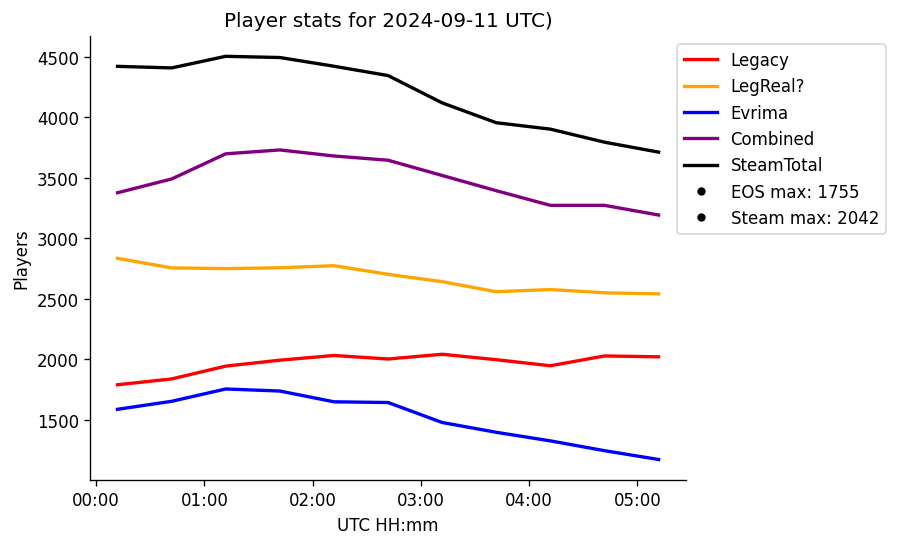 Player stats for 2024-09-11 UTC)
Legacy
LegReal?
Evrima
Combined
SteamTotal
EOS max: 1755
Steam max: 2042
Players
4500
4000
3500
3000
2500
2000
1500
00:00 01:00 02:00 03:00 04:00 05:00
UTC HH:mm